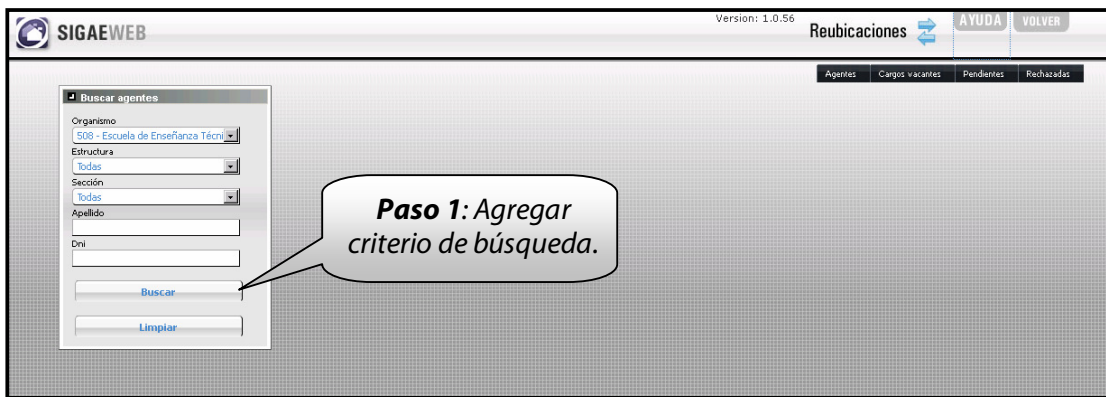 SIGAEWEB
Version: 1.0.56
Reubicaciones
AYUDA
VOLVER
Agentes
Cargos vacantes
Pendientes
Rechazadas
Buscar agentes
Organismo
508 - Escuela de Enseñanza Técni
Estructura
Todas
Sección
Todas
Apellido
Dni
Buscar
Limpiar
Paso 1: Agregar
criterio de búsqueda.